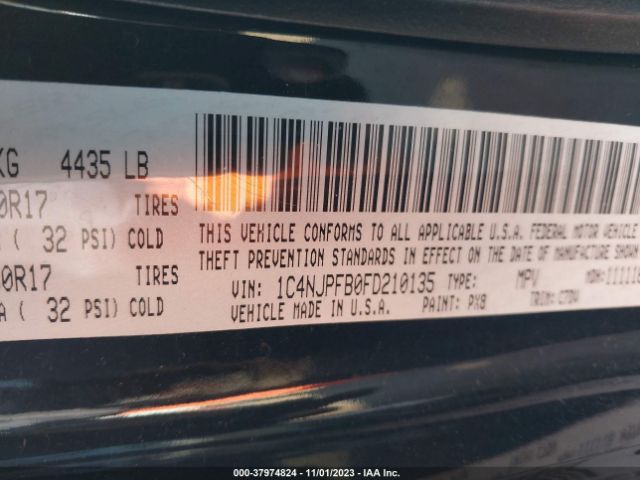 KG 4435 LB
0R17 TIRES
( 32 PSI) COLD
0R17 TIRES
A ( 32 PSI) COLD
THIS VEHICLE CONFORMS TO ALL APPLICABLE U.S.A. FEDERAL MOTOR VEHICLE
THEFT PREVENTION STANDARDS IN EFFECT ON THE DATE OF MANUFACTURE SHOWN
VIN: 1C4NJPFB0FD210135 TYPE: MPV MDH:
VEHICLE MADE IN U.S.A. PAINT: PX8 TRIM:
000-37974824 | 11/01/2023 | IAA Inc.